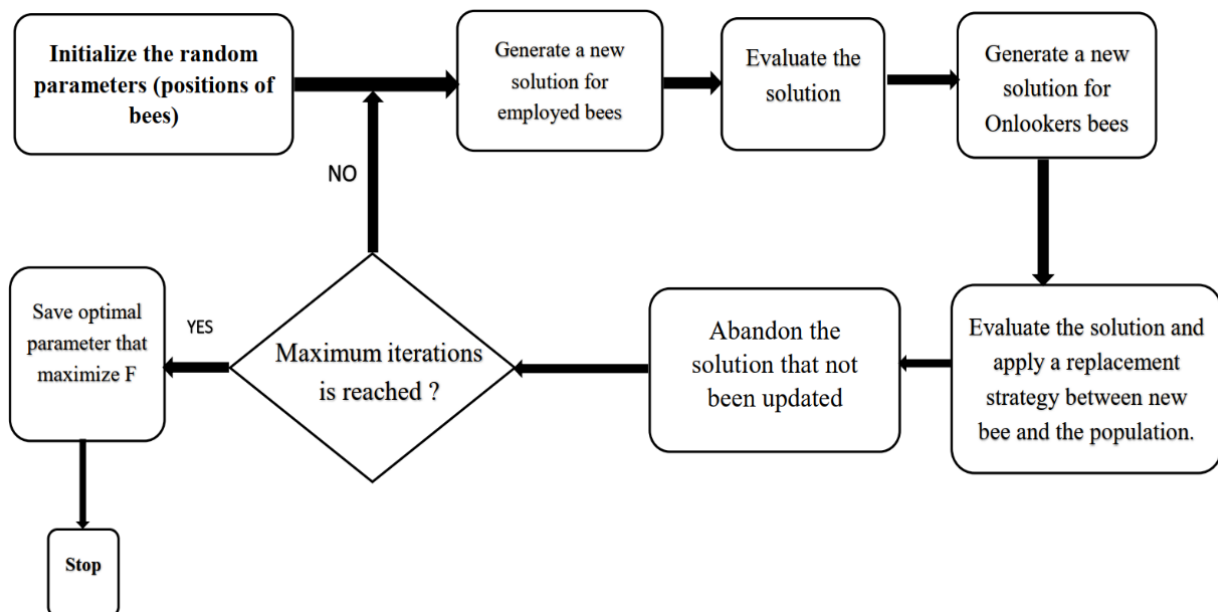 Initialize the random
parameters (positions of
bees)
Generate a new
solution for
employed bees
Evaluate the
solution
Generate a new
solution for
Onlookers bees
NO
Save optimal
parameter that
maximize F
YES
Maximum iterations
is reached ?
Abandon the
solution that not
been updated
Evaluate the solution and
apply a replacement
strategy between new
bee and the population.
Stop